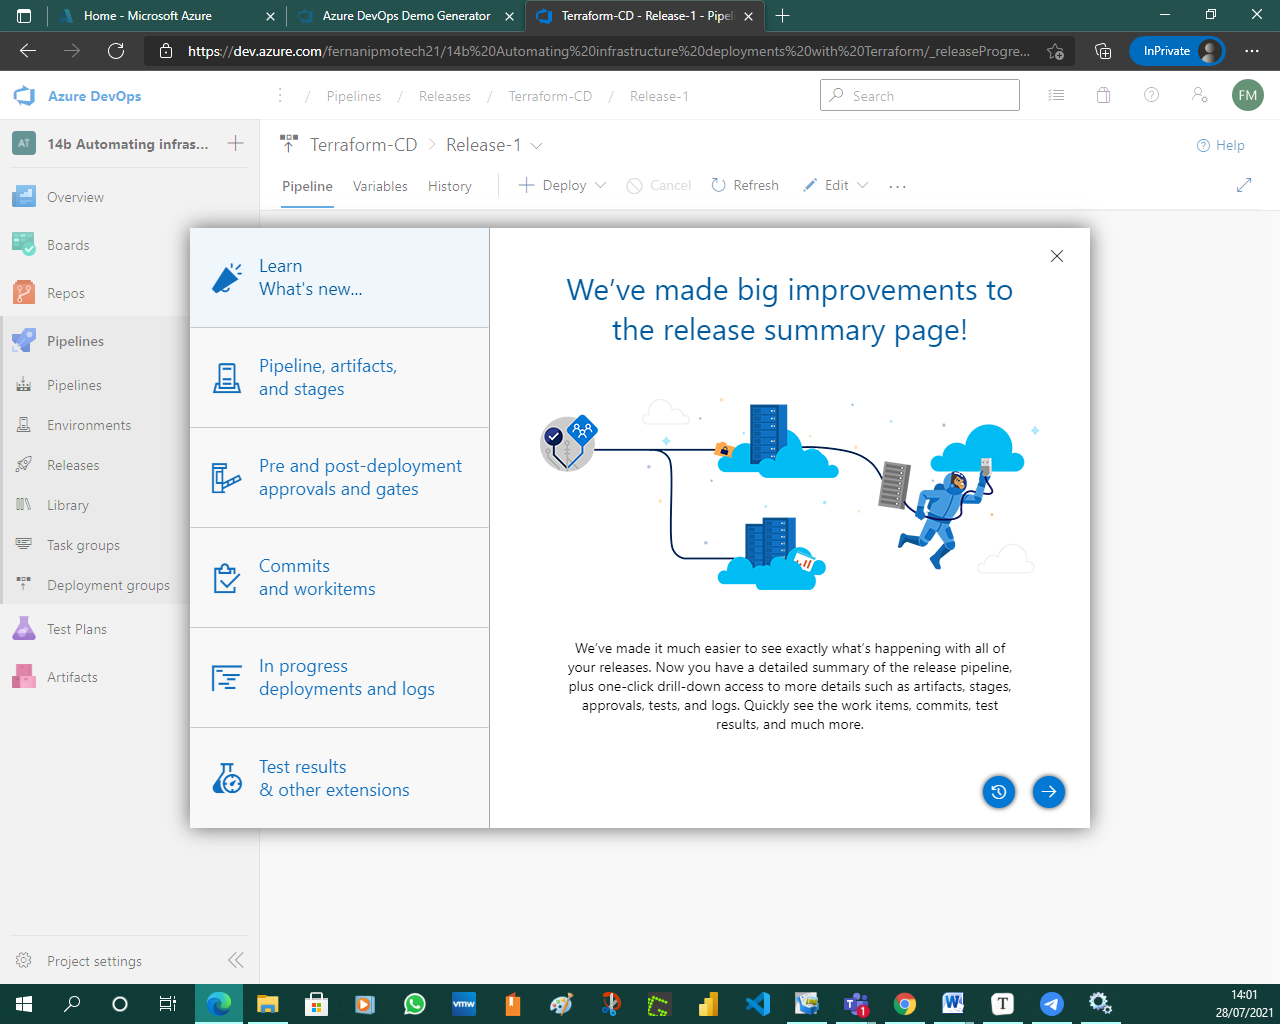 Home - Microsoft Azure
Azure DevOps Demo Generator
Terraform-CD - Release-1 - Pipel
https://dev.azure.com/fernanipmotech21/14b%20Automating%20infrastructure%20deployments%20with%20Terraform/_releaseProgre...
InPrivate
Azure DevOps
/ Pipelines / Releases / Terraform-CD / Release-1
Search
FM
AT
14b Automating infras...
Terraform-CD
Release-1
Help
Pipeline
Variables
History
Deploy
Cancel
Refresh
Edit
Overview
Boards
Repos
Pipelines
Pipelines
Environments
Releases
Library
Task groups
Deployment groups
Test Plans
Artifacts
Project settings
Learn
What's new...
Pipeline, artifacts,
and stages
Pre and post-deployment
approvals and gates
Commits
and workitems
In progress
deployments and logs
Test results
& other extensions
We’ve made big improvements to
the release summary page!
We’ve made it much easier to see exactly what’s happening with all of
your releases. Now you have a detailed summary of the release pipeline,
plus one-click drill-down access to more details such as artifacts, stages,
approvals, tests, and logs. Quickly see the work items, commits, test
results, and much more.
vmw
1
W
T
14:01
28/07/2021